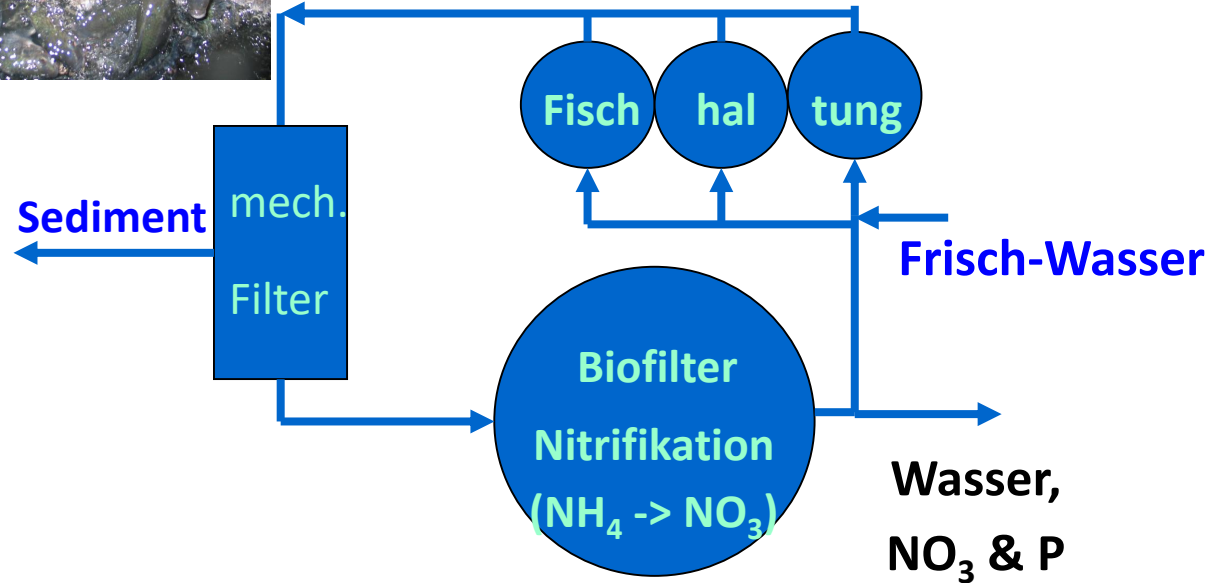 Fisch hal tung
Sediment
mech.
Filter
Frisch-Wasser
Biofilter
Nitrifikation
(NH₄ -> NO₃)
Wasser,
NO₃ & P